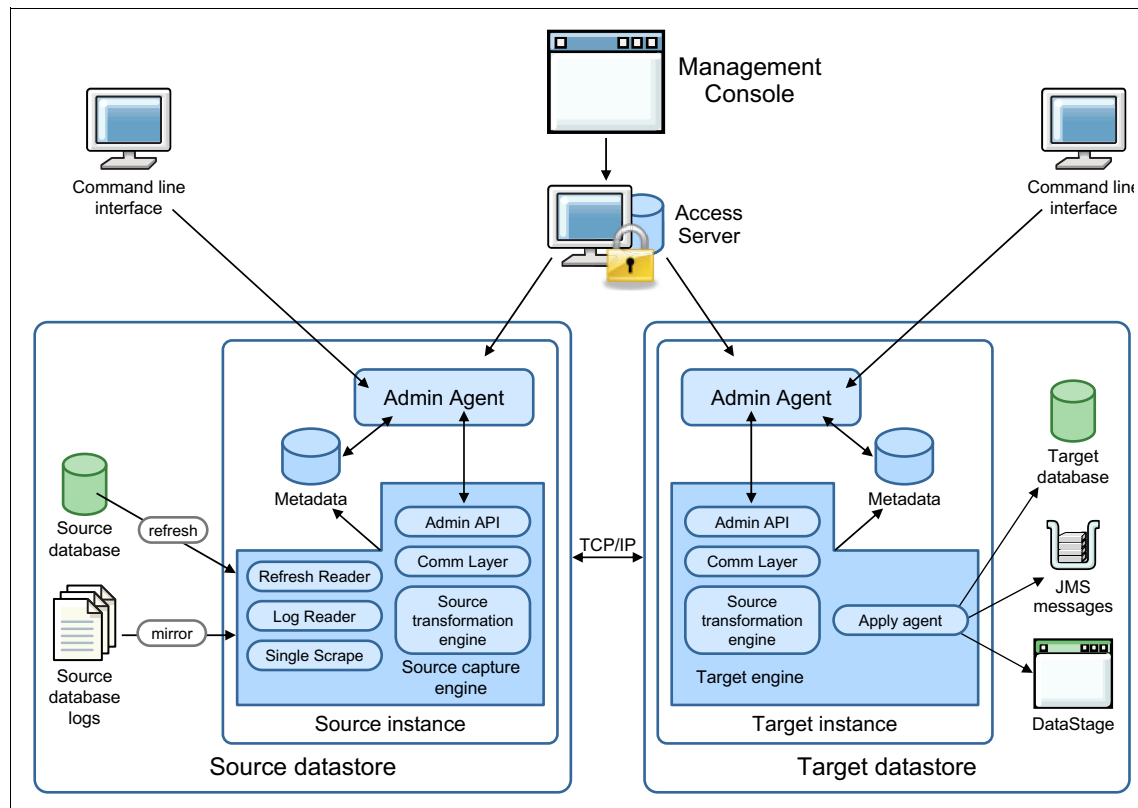 Management
Console
Command line
interface
Access
Server
Command line
interface
Admin Agent
Metadata
Source
database
refresh
Source
database
logs
mirror
Refresh Reader
Log Reader
Single Scrape
Admin API
Comm Layer
Source
transformation
engine
Source capture
engine
Source instance
Source datastore
TCP/IP
Admin Agent
Metadata
Admin API
Comm Layer
Source
transformation
engine
Target engine
Apply agent
Target instance
Target datastore
Target
database
JMS
messages
DataStage